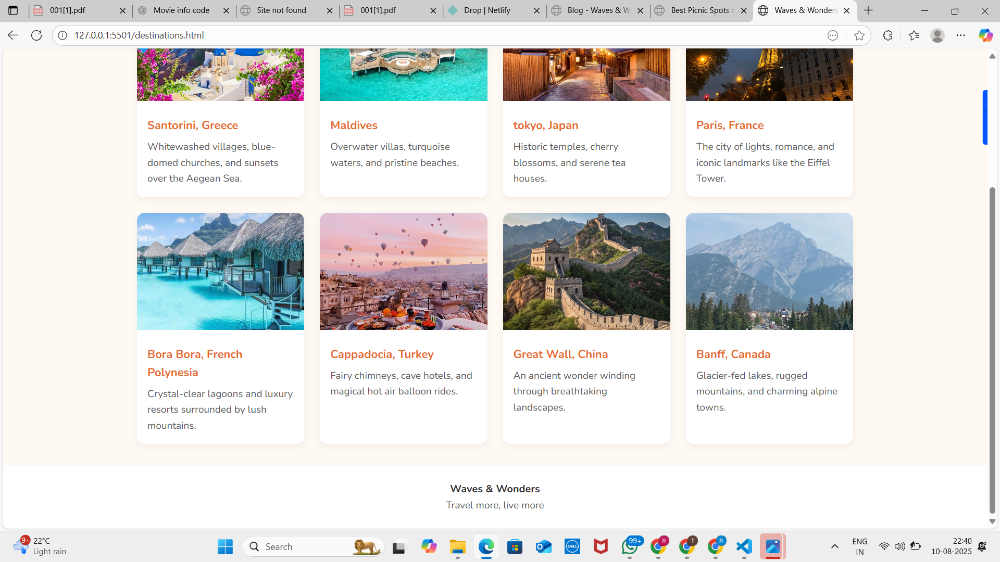 001[1].pdf
Movie info code
Site not found
001[1].pdf
Drop | Netlify
Blog - Waves & W
Best Picnic Spots o
Waves & Wonders
127.0.0.1:5501/destinations.html
Santorini, Greece
Whitewashed villages, blue-
domed churches, and sunsets
over the Aegean Sea.
Maldives
Overwater villas, turquoise
waters, and pristine beaches.
tokyo, Japan
Historic temples, cherry
blossoms, and serene tea
houses.
Paris, France
The city of lights, romance, and
iconic landmarks like the Eiffel
Tower.
Bora Bora, French
Polynesia
Crystal-clear lagoons and luxury
resorts surrounded by lush
mountains.
Cappadocia, Turkey
Fairy chimneys, cave hotels, and
magical hot air balloon rides.
Great Wall, China
An ancient wonder winding
through breathtaking
landscapes.
Banff, Canada
Glacier-fed lakes, rugged
mountains, and charming alpine
towns.
Waves & Wonders
Travel more, live more
9+
22°C
Light rain
Search
DELL
99+
R
T
R
ENG
IN
22:40
10-08-2025